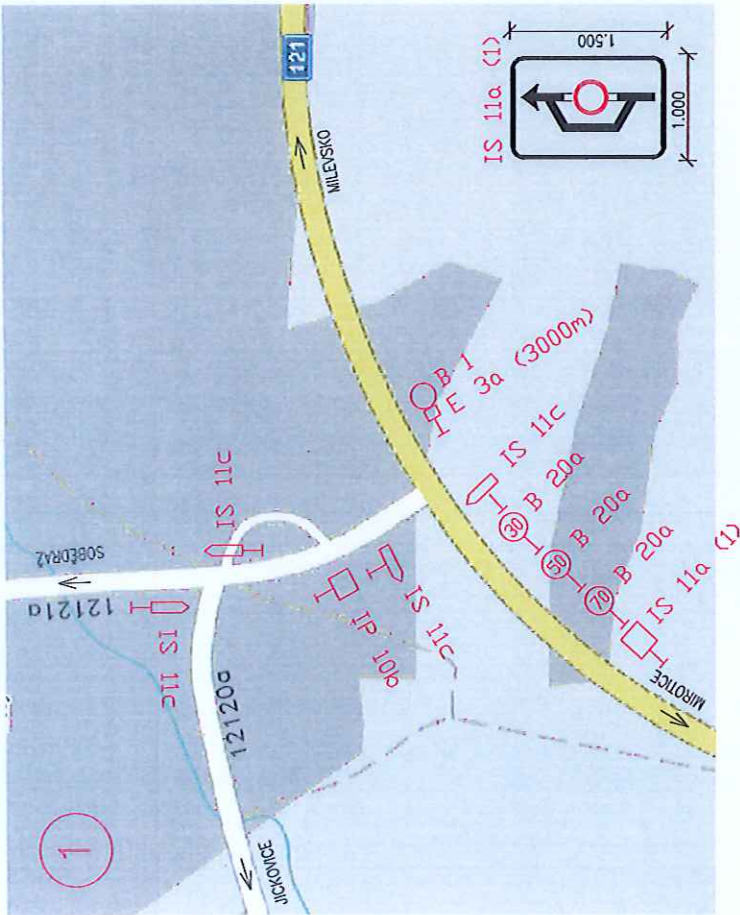 121
MILEVSKO
IS 11a (1)
1.500
1.000
B 1
E 3a (3000m)
IS 11c
30
B 20a
50
B 20a
70
B 20a
IS 11a (1)
MIROTICE
IS 11c
SOBĚDRAŽ
12121a
IS 11c
IP 10b
IS 11c
12120a
JICKOVICE
1